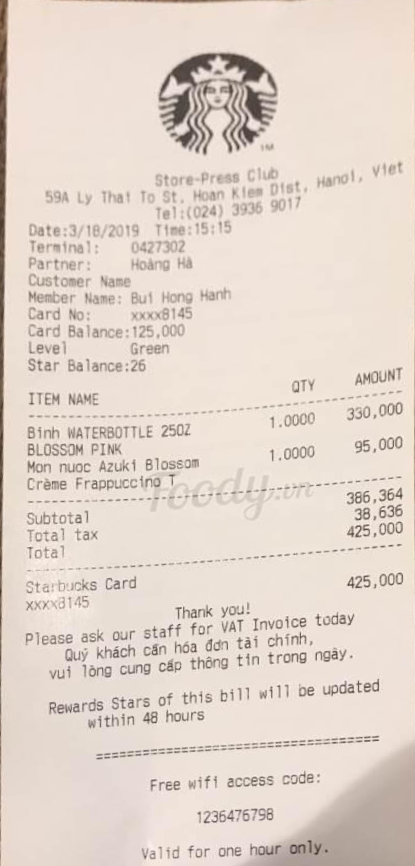 TM
Store-Press Club
59A Ly Thai To St. Hoan Kiem Dist, Hanoi, Viet
Tel:(024) 3936 9017
Date:3/18/2019 Time:15:15
Terminal: 0427302
Partner: Hoàng Hà
Customer Name
Member Name: Bui Hong Hanh
Card No: xxxx8145
Card Balance:125,000
Level Green
Star Balance:26
ITEM NAME QTY AMOUNT
Bình WATERBOTTLE 25OZ 1.0000 330,000
BLOSSOM PINK
Mon nuoc Azuki Blossom 1.0000 95,000
Crème Frappuccino T
Foody.vn
Subtotal 386,364
Total tax 38,636
Total 425,000
Starbucks Card 425,000
xxxx8145
Thank you!
Please ask our staff for VAT Invoice today
Quý khách cần hóa đơn tài chính,
vui lòng cung cấp thông tin trong ngày.
Rewards Stars of this bill will be updated
within 48 hours
Free wifi access code:
1236476798
Valid for one hour only.